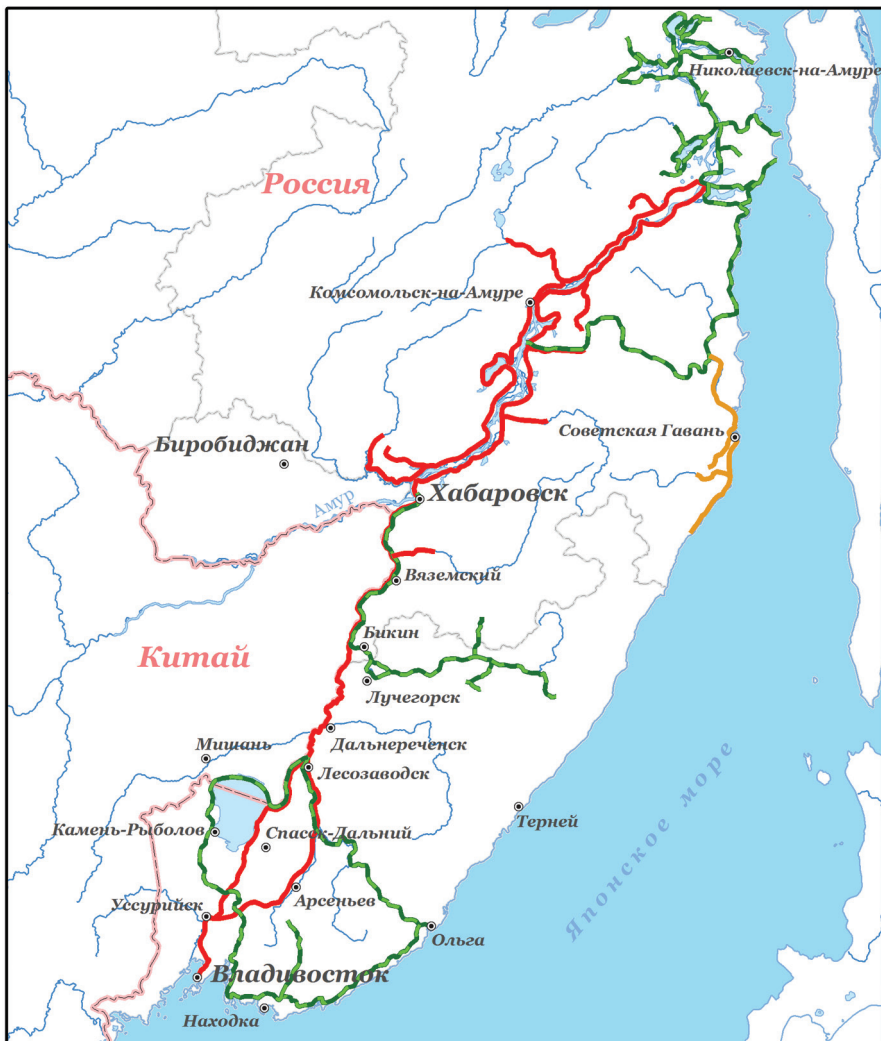 Николаевск-на-Амуре
Россия
Комсомольск-на-Амуре
Советская Гавань
Биробиджан
Хабаровск
Амур
Вяземский
Бикин
Китай
Лучегорск
Дальнереченск
Мишань
Лесозаводск
Японское море
Терней
Камень-Рыболов
Спасск-Дальний
Арсеньев
Уссурийск
Ольга
Владивосток
Находка